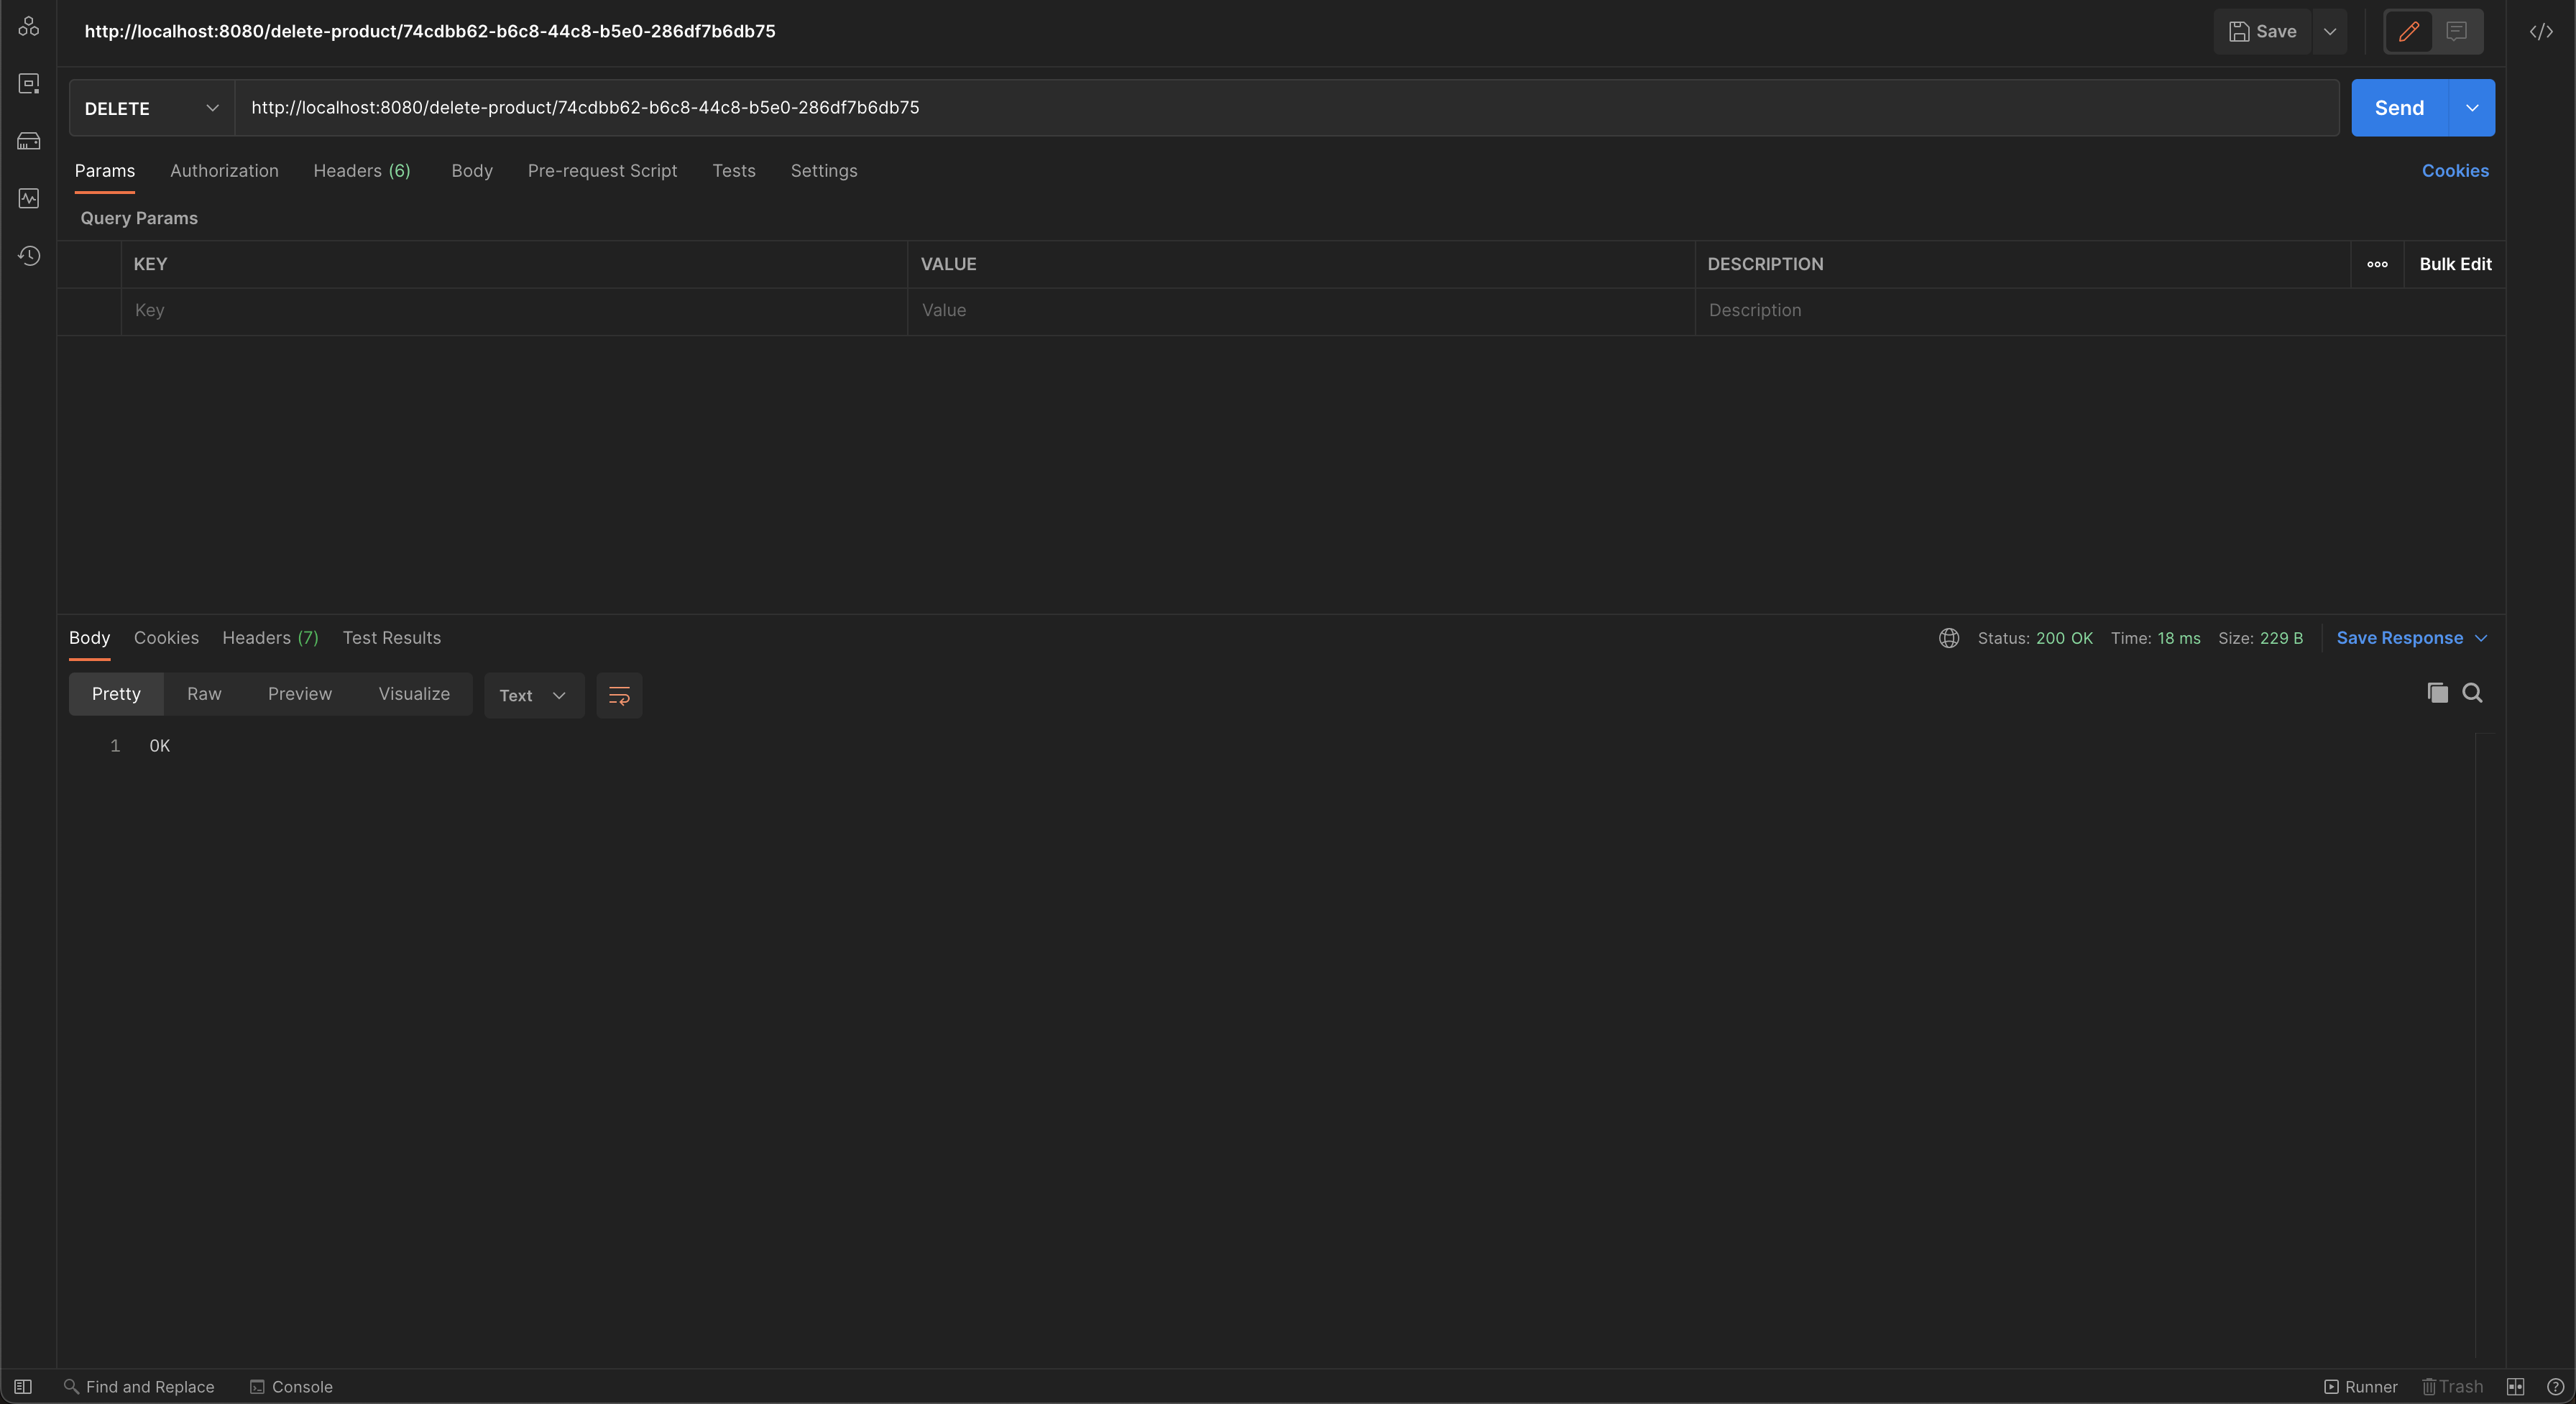 http://localhost:8080/delete-product/74cdbb62-b6c8-44c8-b5e0-286df7b6db75
Save
DELETE
http://localhost:8080/delete-product/74cdbb62-b6c8-44c8-b5e0-286df7b6db75
Send
Params Authorization Headers (6) Body Pre-request Script Tests Settings Cookies
Query Params
KEY VALUE DESCRIPTION Bulk Edit
Key Value Description
Body Cookies Headers (7) Test Results Status: 200 OK Time: 18 ms Size: 229 B Save Response
Pretty Raw Preview Visualize Text
1 OK
Find and Replace Console Runner Trash